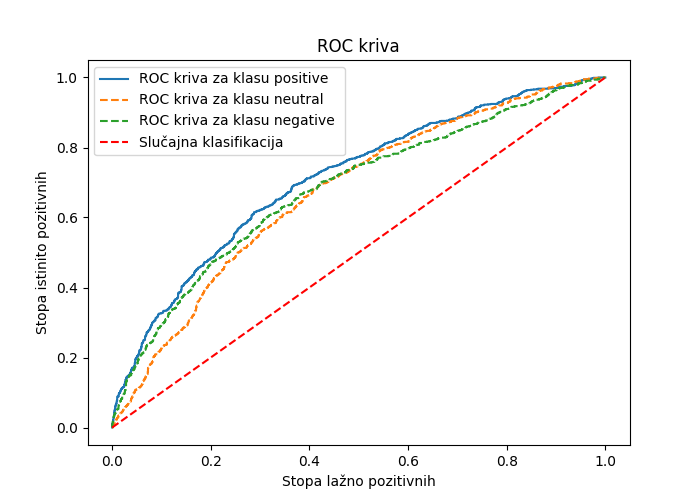 ROC kriva
ROC kriva za klasu positive
ROC kriva za klasu neutral
ROC kriva za klasu negative
Slučajna klasifikacija
Stopa istinito pozitivnih
1.0
0.8
0.6
0.4
0.2
0.0
0.0 0.2 0.4 0.6 0.8 1.0
Stopa lažno pozitivnih